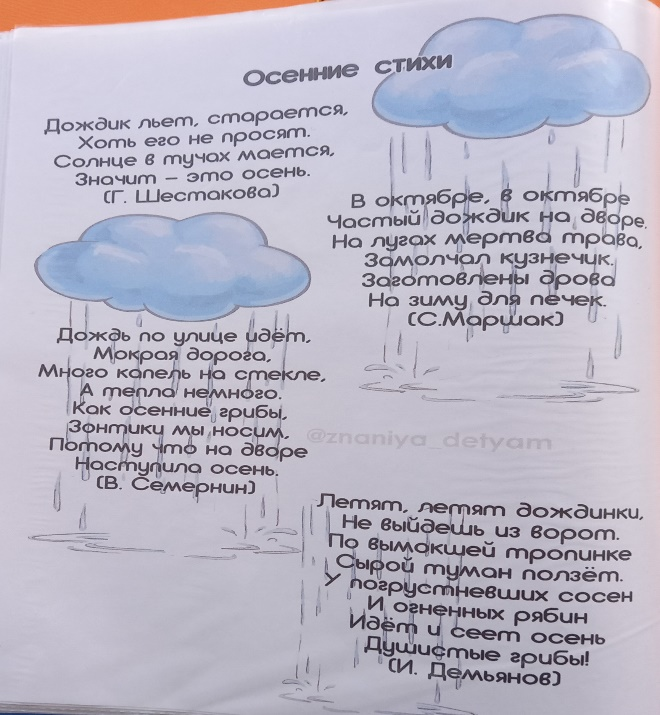 Осенние стихи
Дождик льет, старается,
Хоть его не просят.
Солнце в тучах мается,
Значит – это осень.
(Г. Шестакова)
В октябре, в октябре
Частый дождик на дворе.
На лугах мертва трава,
Замолчал кузнечик.
Заготовлены дрова
На зиму для печек.
(С.Маршак)
Дождь по улице идёт,
Мокрая дорога,
Много капель на стекле,
А тепла немного.
Как осенние грибы,
Зонтики мы носим,
Потому что на дворе
Наступила осень.
(В. Семернин)
@znaniya_detyam
Летят, летят дождинки,
Не выйдешь из ворот.
По вымокшей тропинке
Сырой туман ползёт.
У погрустневших сосен
И огненных рябин
Идёт и сеет осень
Душистые грибы!
(И. Демьянов)